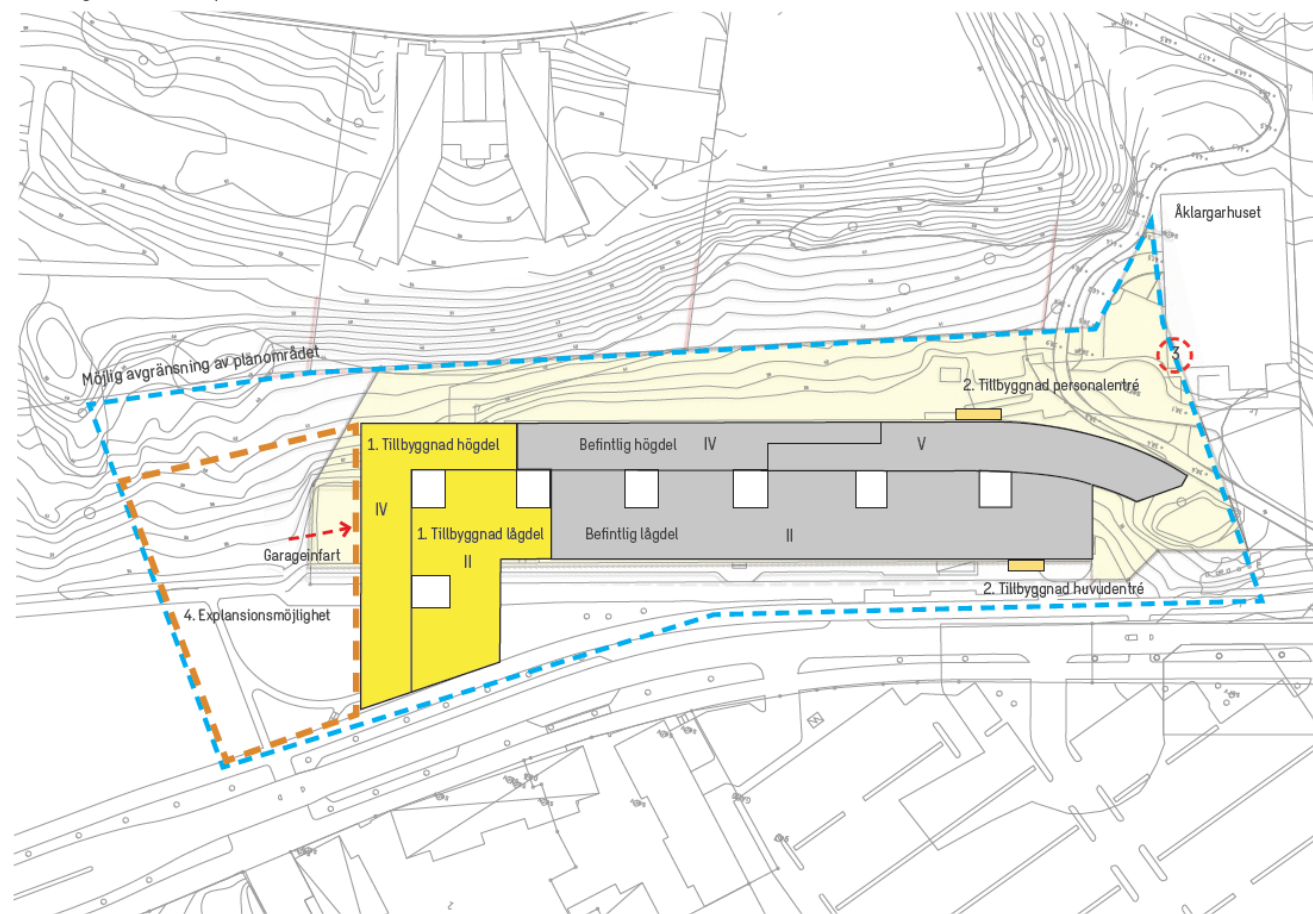 Åklargarhuset
Möjlig avgränsning av planområdet
3
2. Tillbyggnad personalentré
1. Tillbyggnad högdel
Befintlig högdel
IV
V
IV
1. Tillbyggnad lågdel
Befintlig lågdel
II
Garageinfart
II
2. Tillbyggnad huvudentré
4. Explansionsmöjlighet